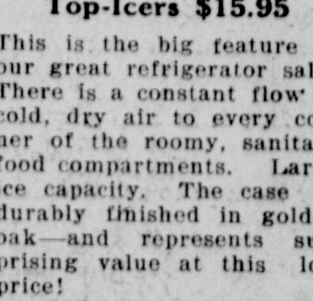 Top-Icers $15.95
This is the big feature
our great refrigerator sal
There is a constant flow
cold, dry air to every co
ner of the roomy, sanita
food compartments. Lar
ice capacity. The case
durably finished in gold
oak—and represents su
prising value at this lo
price!